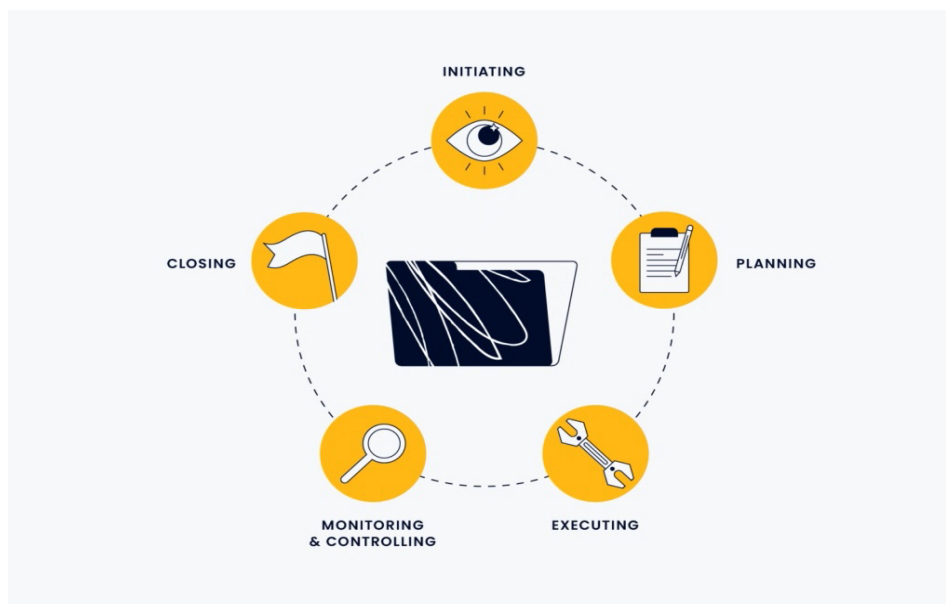 INITIATING
PLANNING
EXECUTING
MONITORING
& CONTROLLING
CLOSING